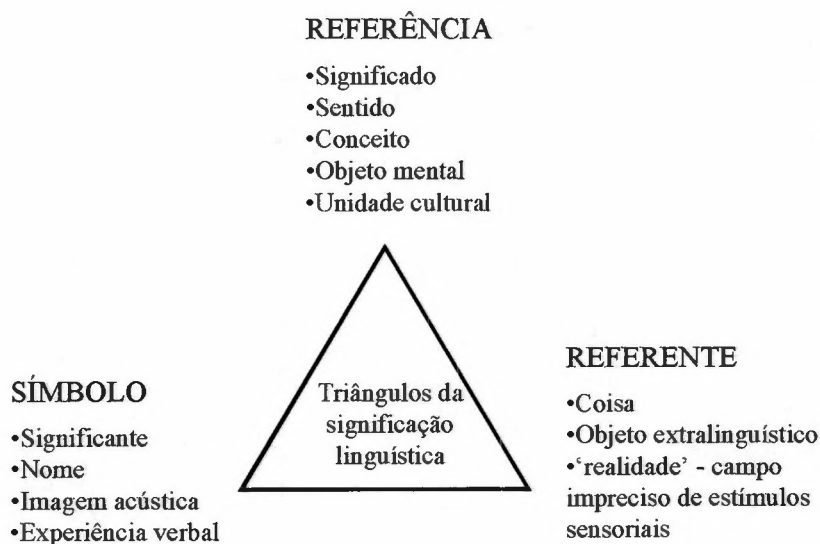 REFERÊNCIA
•Significado
•Sentido
•Conceito
•Objeto mental
•Unidade cultural
Triângulos da
significação
linguística
SÍMBOLO
•Significante
•Nome
•Imagem acústica
•Experiência verbal
REFERENTE
•Coisa
•Objeto extralinguístico
•‘realidade’ - campo
impreciso de estímulos
sensoriais